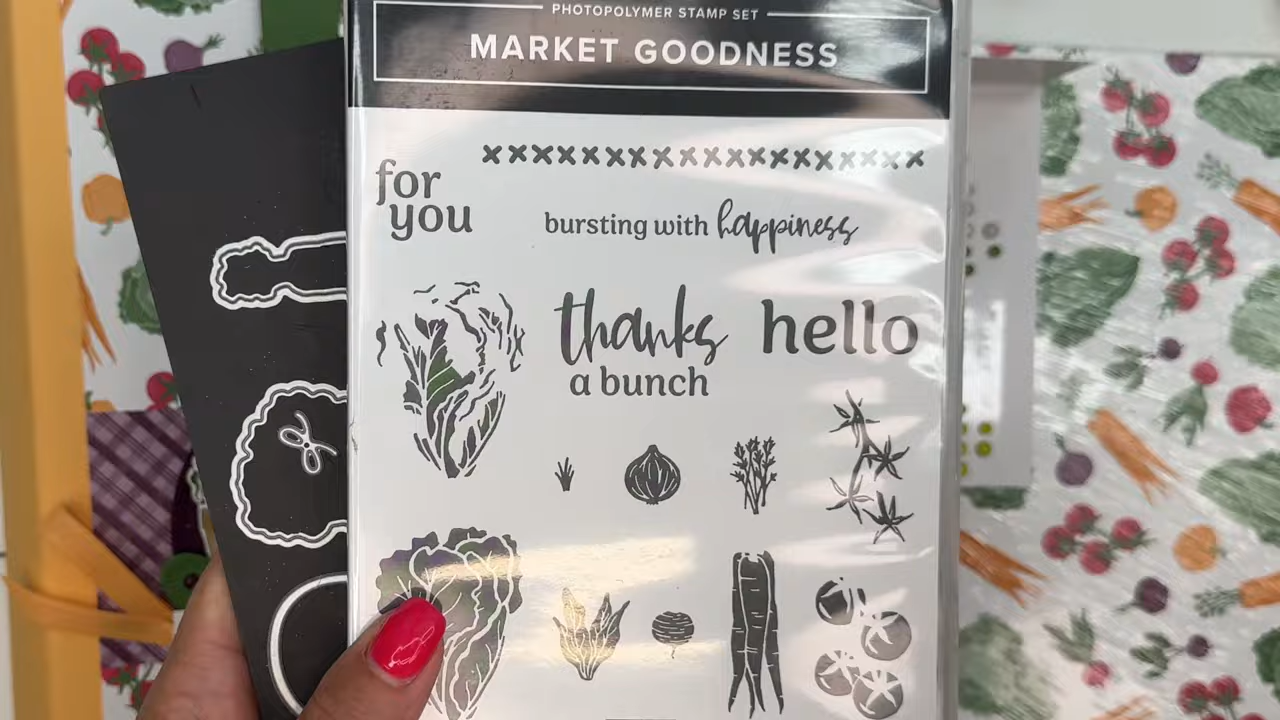 PHOTOPOLYMER STAMP SET
MARKET GOODNESS
for
you
bursting with happiness
thanks
a bunch
hello